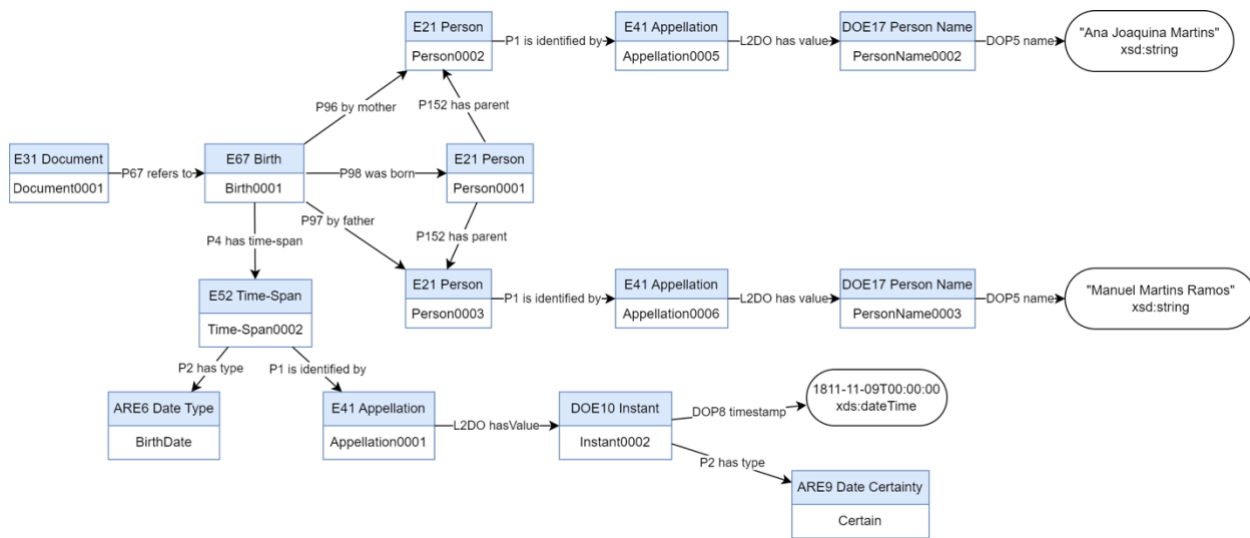 E21 Person
Person0002
P1 is identified by
E41 Appellation
Appellation0005
L2DO has value
DOE17 Person Name
PersonName0002
DOP5 name
"Ana Joaquina Martins"
xsd:string
P96 by mother
P152 has parent
E31 Document
Document0001
P67 refers to
E67 Birth
Birth0001
P98 was born
E21 Person
Person0001
P97 by father
P152 has parent
P4 has time-span
E21 Person
Person0003
P1 is identified by
E41 Appellation
Appellation0006
L2DO has value
DOE17 Person Name
PersonName0003
DOP5 name
"Manuel Martins Ramos"
xsd:string
E52 Time-Span
Time-Span0002
P2 has type
P1 is identified by
ARE6 Date Type
BirthDate
E41 Appellation
Appellation0001
L2DO hasValue
DOE10 Instant
Instant0002
DOP8 timestamp
1811-11-09T00:00:00
xds:dateTime
P2 has type
ARE9 Date Certainty
Certain